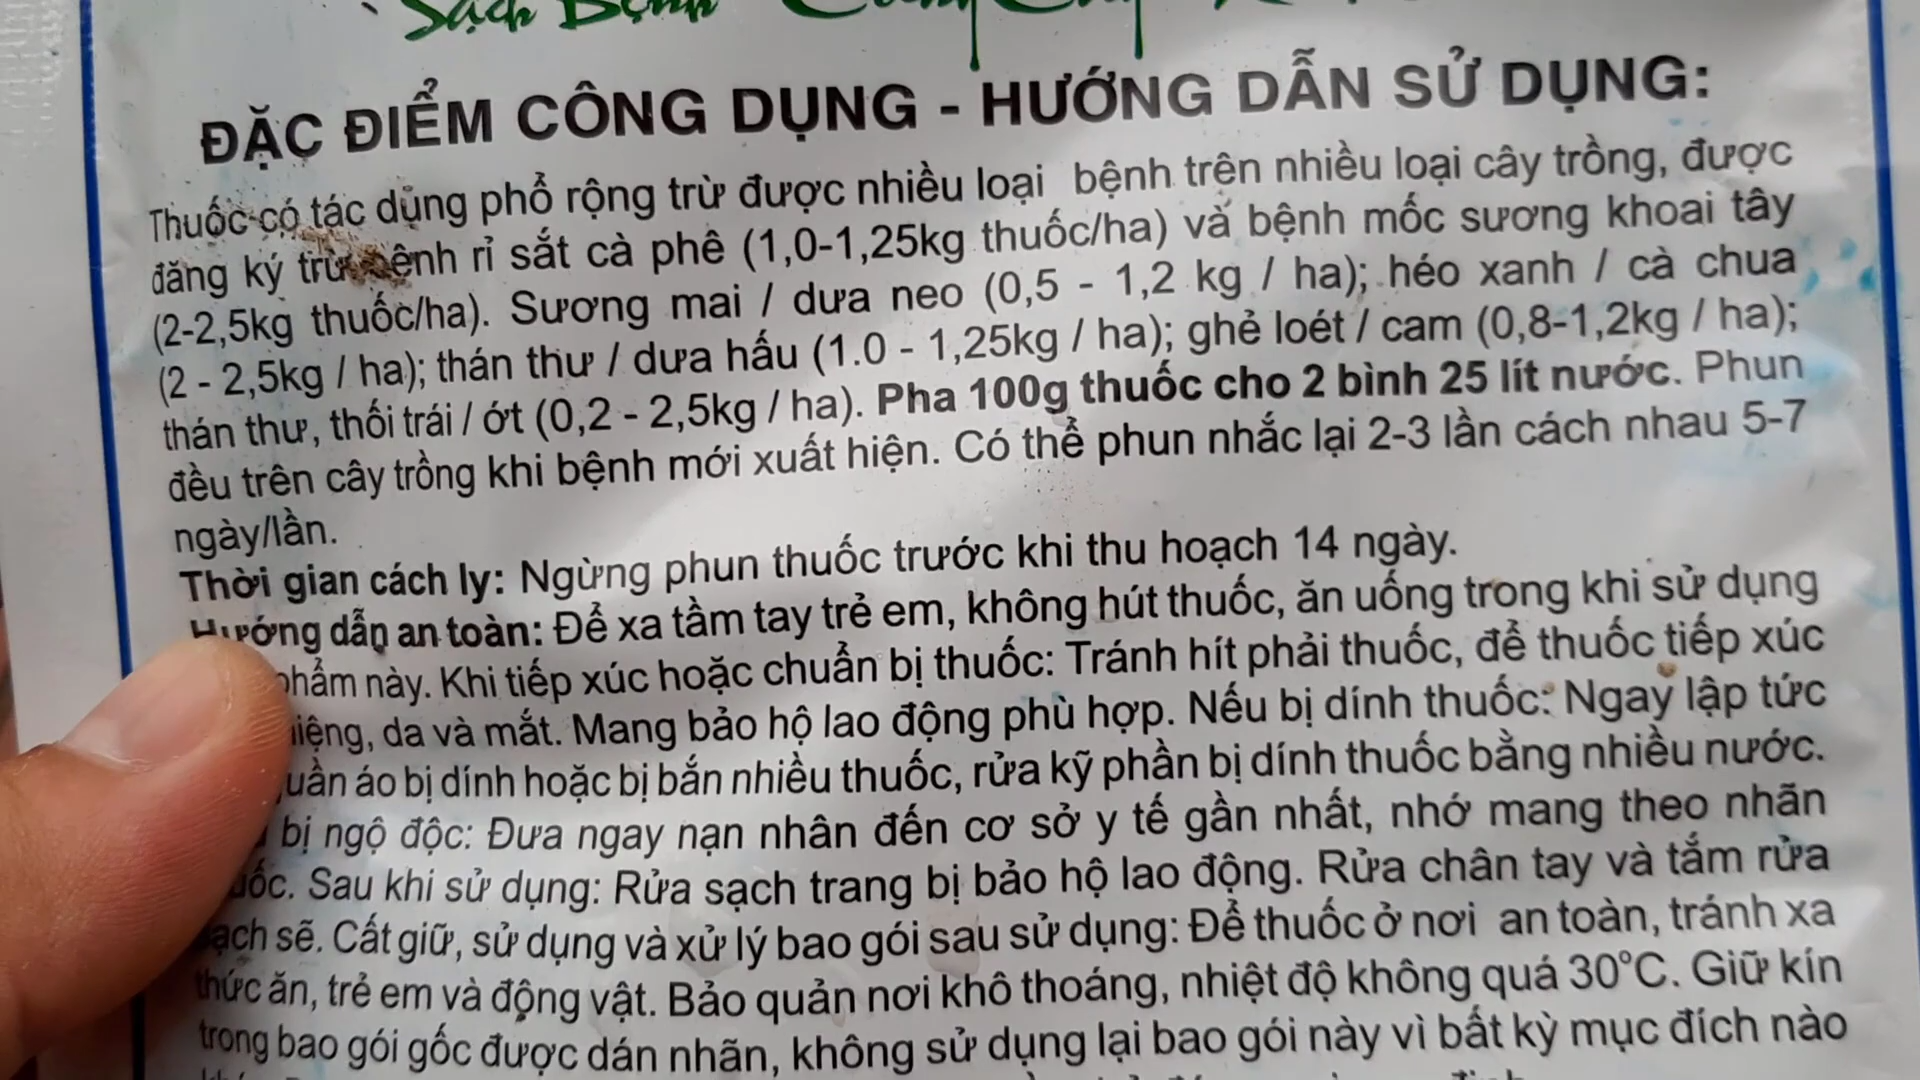 Sạch Bệnh
ĐẶC ĐIỂM CÔNG DỤNG - HƯỚNG DẪN SỬ DỤNG:
Thuốc có tác dụng phổ rộng trừ được nhiều loại bệnh trên nhiều loại cây trồng, được
đăng ký trừ bệnh rỉ sắt cà phê (1,0-1,25kg thuốc/ha) và bệnh mốc sương khoai tây
(2-2,5kg thuốc/ha). Sương mai / dưa neo (0,5 - 1,2 kg / ha); héo xanh / cà chua
(2 - 2,5kg / ha); thán thư / dưa hấu (1.0 - 1,25kg / ha); ghẻ loét / cam (0,8-1,2kg / ha);
thán thư, thối trái / ớt (0,2 - 2,5kg / ha). Pha 100g thuốc cho 2 bình 25 lít nước. Phun
đều trên cây trồng khi bệnh mới xuất hiện. Có thể phun nhắc lại 2-3 lần cách nhau 5-7
ngày/lần.
Thời gian cách ly: Ngừng phun thuốc trước khi thu hoạch 14 ngày.
Hướng dẫn an toàn: Để xa tầm tay trẻ em, không hút thuốc, ăn uống trong khi sử dụng
phẩm này. Khi tiếp xúc hoặc chuẩn bị thuốc: Tránh hít phải thuốc, để thuốc tiếp xúc
miệng, da và mắt. Mang bảo hộ lao động phù hợp. Nếu bị dính thuốc: Ngay lập tức
quần áo bị dính hoặc bị bắn nhiều thuốc, rửa kỹ phần bị dính thuốc bằng nhiều nước.
bị ngộ độc: Đưa ngay nạn nhân đến cơ sở y tế gần nhất, nhớ mang theo nhãn
thuốc. Sau khi sử dụng: Rửa sạch trang bị bảo hộ lao động. Rửa chân tay và tắm rửa
sạch sẽ. Cất giữ, sử dụng và xử lý bao gói sau sử dụng: Để thuốc ở nơi an toàn, tránh xa
thức ăn, trẻ em và động vật. Bảo quản nơi khô thoáng, nhiệt độ không quá 30°C. Giữ kín
trong bao gói gốc được dán nhãn, không sử dụng lại bao gói này vì bất kỳ mục đích nào